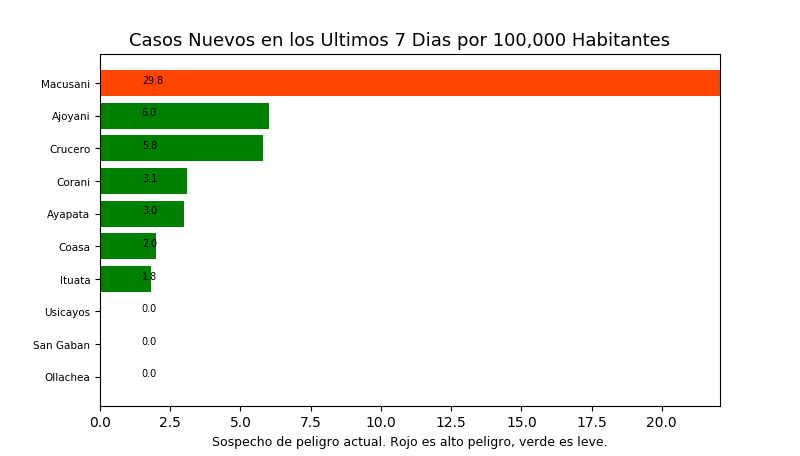 Casos Nuevos en los Ultimos 7 Dias por 100,000 Habitantes
Macusani 29.8
Ajoyani 6.0
Crucero 5.8
Corani 3.1
Ayapata 3.0
Coasa 2.0
Ituata 1.8
Usicayos 0.0
San Gaban 0.0
Ollachea 0.0
0.0 2.5 5.0 7.5 10.0 12.5 15.0 17.5 20.0
Sospecho de peligro actual. Rojo es alto peligro, verde es leve.